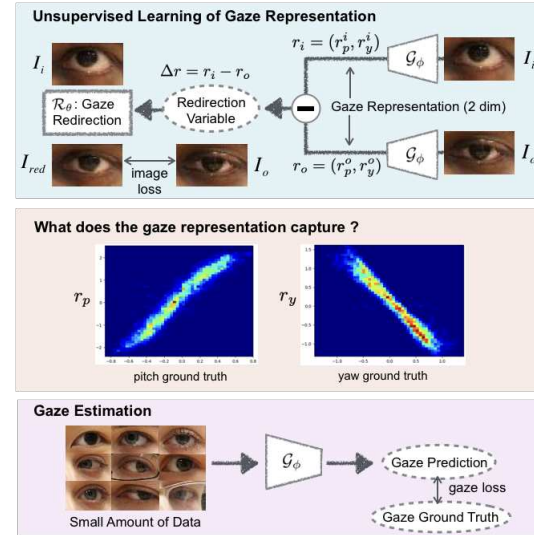 Unsupervised Learning of Gaze Representation
I_i
r_i = (r_p^i, r_y^i)
G_ϕ
I_i
Δr = r_i − r_o
R_θ: Gaze
Redirection
Redirection
Variable
Gaze Representation (2 dim)
I_red
image
loss
I_o
r_o = (r_p^o, r_y^o)
G_ϕ
I_o
What does the gaze representation capture ?
r_p
r_y
pitch ground truth
yaw ground truth
Gaze Estimation
G_ϕ
Gaze Prediction
gaze loss
Small Amount of Data
Gaze Ground Truth